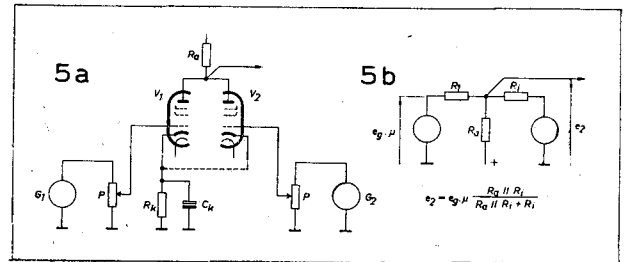 5a
Ra
V1
V2
G1
P
Rk
Ck
P
G2
5b
Ri
Ri
eg. μ
Ra
+
e2
e2 = eg. μ Ra // Ri
Ra // Ri + Ri